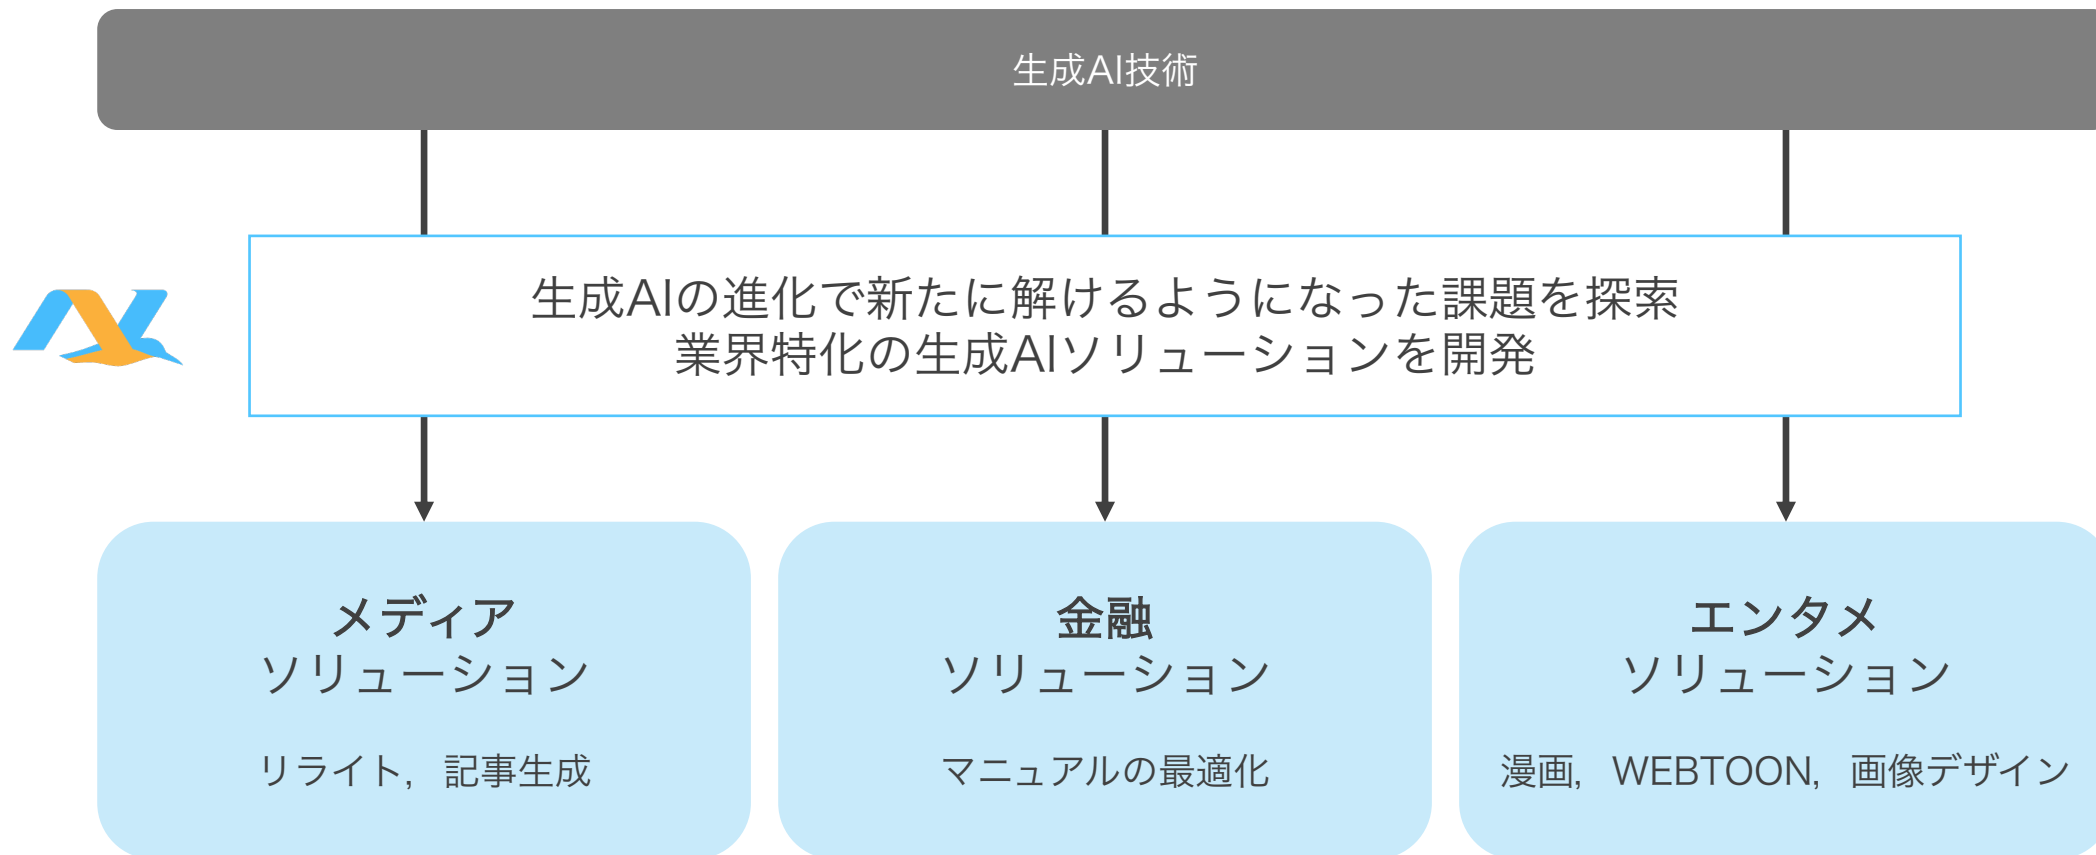 生成AI技術
生成AIの進化で新たに解けるようになった課題を探索
業界特化の生成AIソリューションを開発
メディア
ソリューション
リライト, 記事生成
金融
ソリューション
マニュアルの最適化
エンタメ
ソリューション
漫画, WEBTOON, 画像デザイン